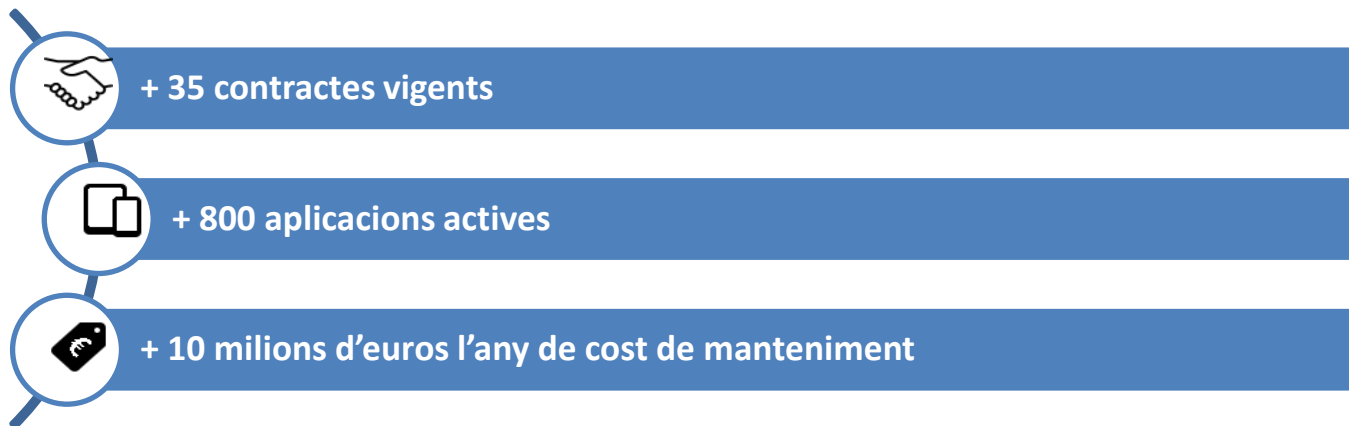 + 35 contractes vigents
+ 800 aplicacions actives
+ 10 milions d’euros l’any de cost de manteniment